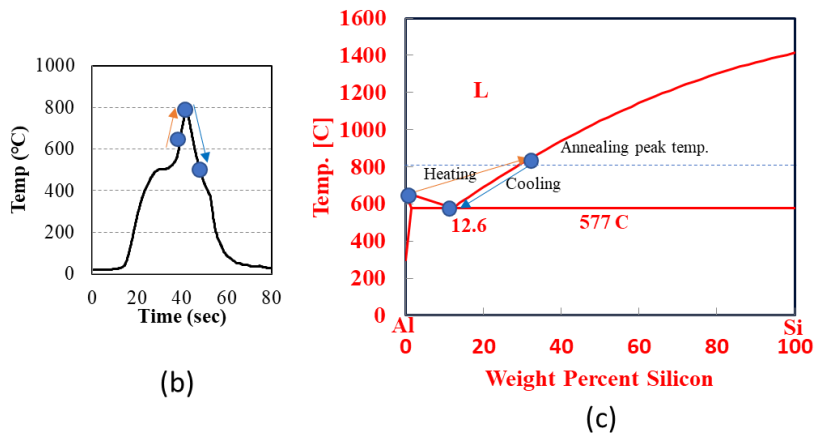 (b)
1000
800
600
400
200
0
Temp (°C)
0 20 40 60 80
Time (sec)
(b)
1600
1400
1200
1000
800
600
400
200
0
Temp. [C]
L
Annealing peak temp.
Heating
Cooling
12.6
577 C
Al
Si
0 20 40 60 80 100
Weight Percent Silicon
(c)